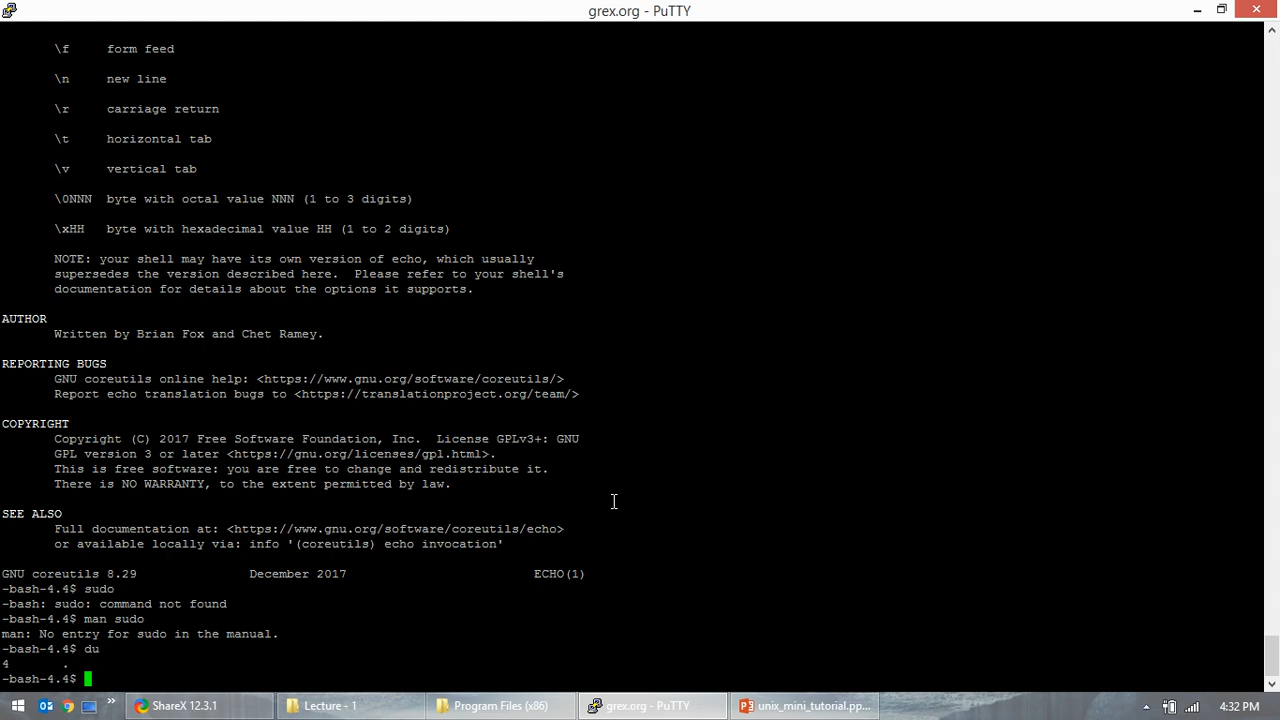 grex.org - PuTTY
\f form feed
\n new line
\r carriage return
\t horizontal tab
\v vertical tab
\0NNN byte with octal value NNN (1 to 3 digits)
\xHH byte with hexadecimal value HH (1 to 2 digits)
NOTE: your shell may have its own version of echo, which usually
supersedes the version described here. Please refer to your shell's
documentation for details about the options it supports.
AUTHOR
Written by Brian Fox and Chet Ramey.
REPORTING BUGS
GNU coreutils online help: <https://www.gnu.org/software/coreutils/>
Report echo translation bugs to <https://translationproject.org/team/>
COPYRIGHT
Copyright (C) 2017 Free Software Foundation, Inc. License GPLv3+: GNU
GPL version 3 or later <https://gnu.org/licenses/gpl.html>.
This is free software: you are free to change and redistribute it.
There is NO WARRANTY, to the extent permitted by law.
SEE ALSO
Full documentation at: <https://www.gnu.org/software/coreutils/echo>
or available locally via: info '(coreutils) echo invocation'
GNU coreutils 8.29 December 2017 ECHO(1)
-bash-4.4$ sudo
-bash: sudo: command not found
-bash-4.4$ man sudo
man: No entry for sudo in the manual.
-bash-4.4$ du
4 .
-bash-4.4$
ShareX 12.3.1
Lecture - 1
Program Files (x86)
grex.org - PuTTY
unix_mini_tutorial.pp...
4:32 PM